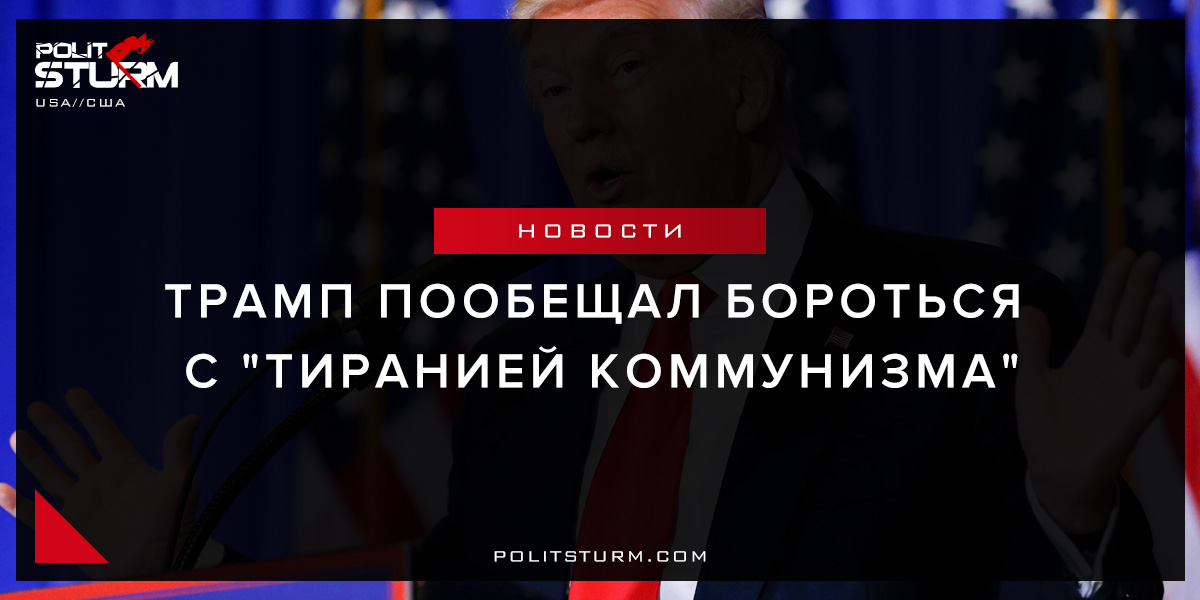 POLIT
STURM
USA//США
НОВОСТИ
ТРАМП ПООБЕЩАЛ БОРОТЬСЯ
С "ТИРАНИЕЙ КОММУНИЗМА"
POLITSTURM.COM